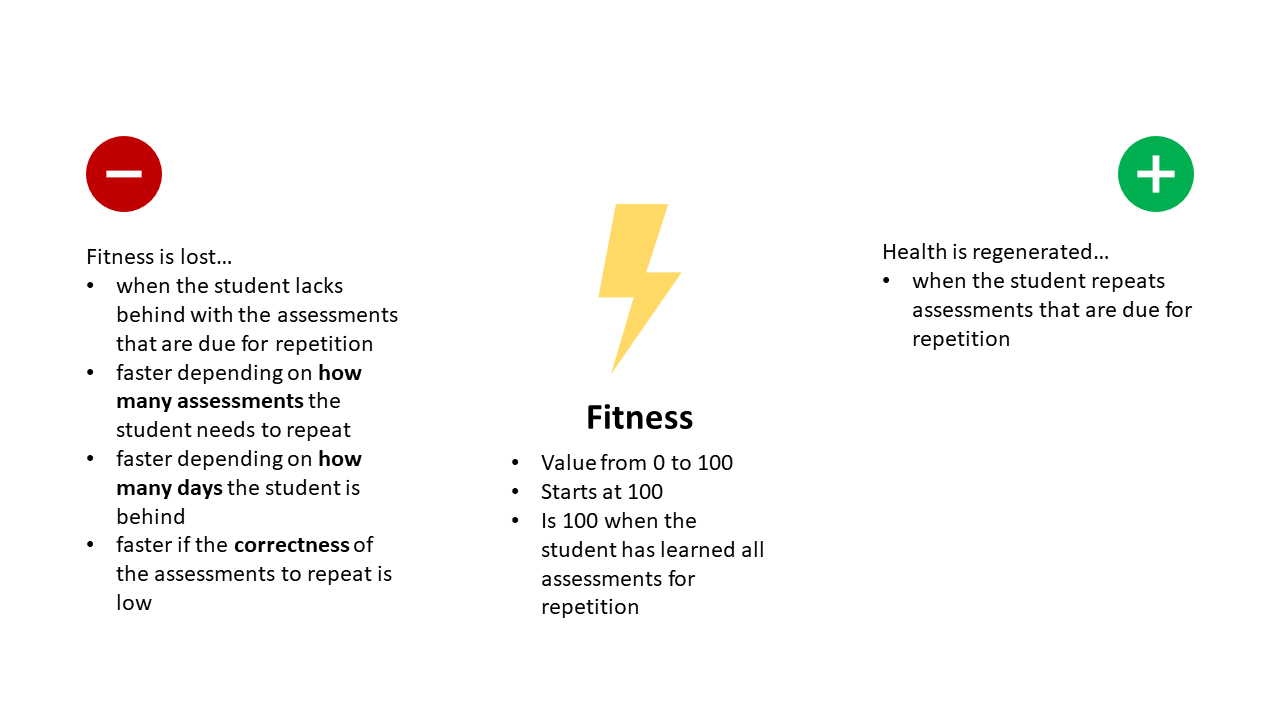 Fitness is lost…
• when the student lacks
behind with the assessments
that are due for repetition
• faster depending on how
many assessments the
student needs to repeat
• faster depending on how
many days the student is
behind
• faster if the correctness of
the assessments to repeat is
low
Fitness
• Value from 0 to 100
• Starts at 100
• Is 100 when the
student has learned all
assessments for
repetition
Health is regenerated…
• when the student repeats
assessments that are due for
repetition